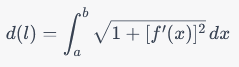 d(l) = ∫_a^b √(1 + [f′(x)]²) dx